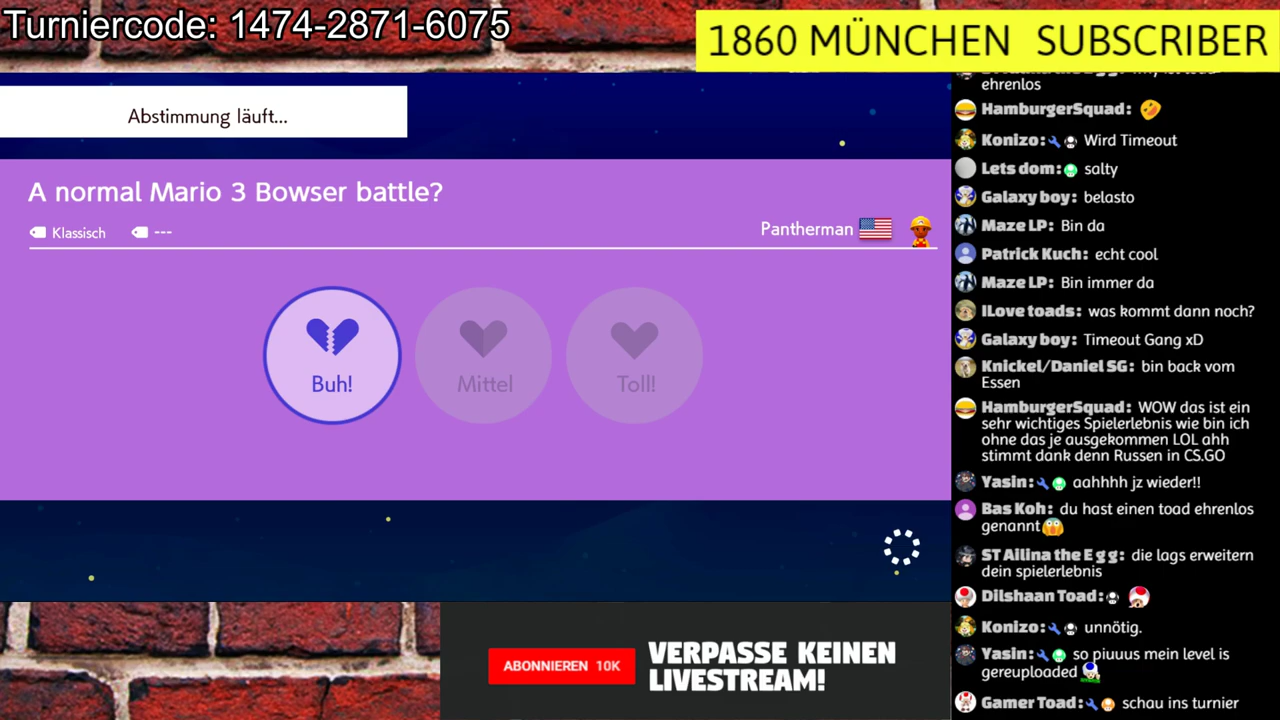 Turniercode: 1474-2871-6075
1860 MÜNCHEN SUBSCRIBER
Abstimmung läuft...
A normal Mario 3 Bowser battle?
Klassisch
---
Pantherman
Buh!
Mittel
Toll!
ABONNIEREN 10K
VERPASSE KEINEN
LIVESTREAM!
ehrenlos
HamburgerSquad:
Konizo: Wird Timeout
Lets dom: salty
Galaxy boy: belasto
Maze LP: Bin da
Patrick Kuch: echt cool
Maze LP: Bin immer da
ILove toads: was kommt dann noch?
Galaxy boy: Timeout Gang xD
Knickel/Daniel SG: bin back vom
Essen
HamburgerSquad: WOW das ist ein
sehr wichtiges Spielerlebnis wie bin ich
ohne das je ausgekommen LOL ahh
stimmt dank denn Russen in CS.GO
Yasin: aahhhh jz wieder!!
Bas Koh: du hast einen toad ehrenlos
genannt
ST Ailina the E g g: die lags erweitern
dein spielerlebnis
Dilshaan Toad:
Konizo: unnötig.
Yasin: so piuuus mein level is
gereuploaded
Gamer Toad: schau ins turnier